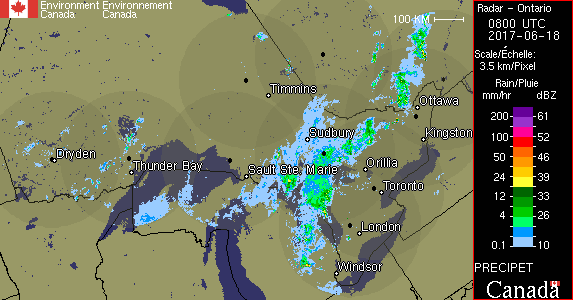 Environment Environnement
Canada Canada
Radar - Ontario
0800 UTC
2017-06-18
Scale/Échelle:
3.5 km/Pixel
Rain/Pluie
mm/hr dBZ
200 61
100 52
50 46
24 39
12 33
4 26
0.1 10
PRECIPET
Canada
100 KM
Timmins
Ottawa
Sudbury
Kingston
Dryden
Thunder Bay
Sault Ste. Marie
Orillia
Toronto
London
Windsor